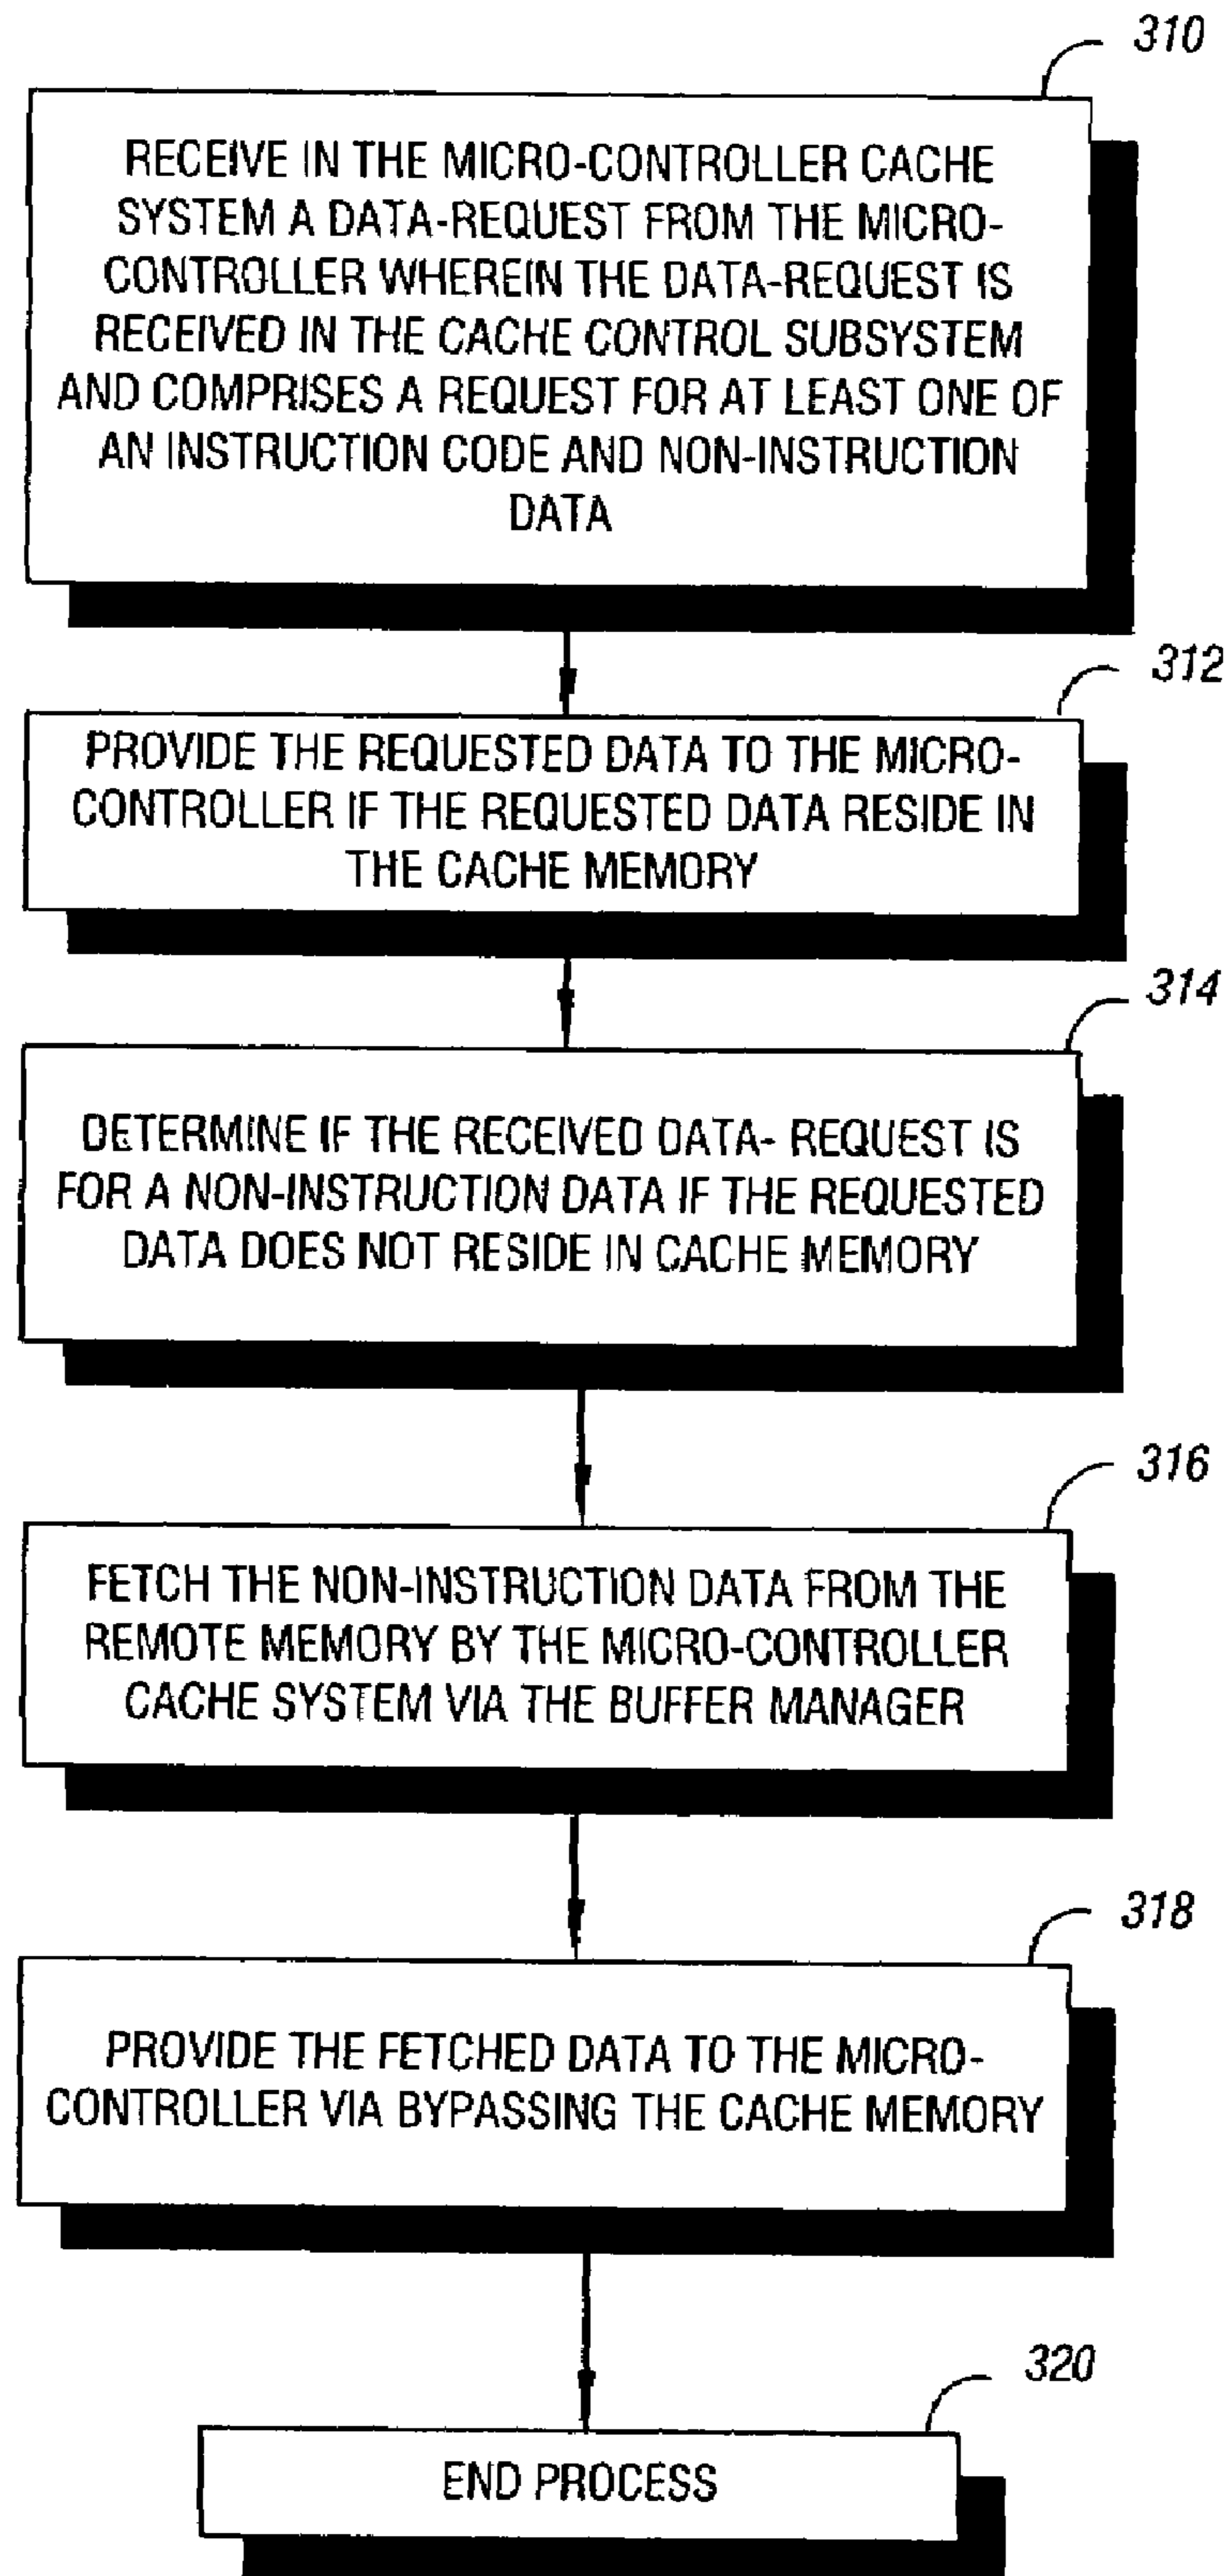 310
RECEIVE IN THE MICRO-CONTROLLER CACHE
SYSTEM A DATA-REQUEST FROM THE MICRO-
CONTROLLER WHEREIN THE DATA-REQUEST IS
RECEIVED IN THE CACHE CONTROL SUBSYSTEM
AND COMPRISES A REQUEST FOR AT LEAST ONE OF
AN INSTRUCTION CODE AND NON-INSTRUCTION
DATA
312
PROVIDE THE REQUESTED DATA TO THE MICRO-
CONTROLLER IF THE REQUESTED DATA RESIDE IN
THE CACHE MEMORY
314
DETERMINE IF THE RECEIVED DATA- REQUEST IS
FOR A NON-INSTRUCTION DATA IF THE REQUESTED
DATA DOES NOT RESIDE IN CACHE MEMORY
316
FETCH THE NON-INSTRUCTION DATA FROM THE
REMOTE MEMORY BY THE MICRO-CONTROLLER
CACHE SYSTEM VIA THE BUFFER MANAGER
318
PROVIDE THE FETCHED DATA TO THE MICRO-
CONTROLLER VIA BYPASSING THE CACHE MEMORY
320
END PROCESS